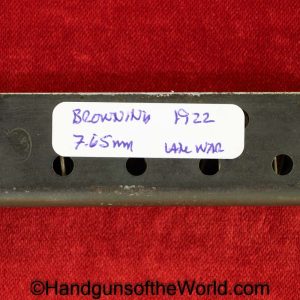 BROWNING 1922
7.65mm LATE WAR
©HandgunsoftheWorld.com